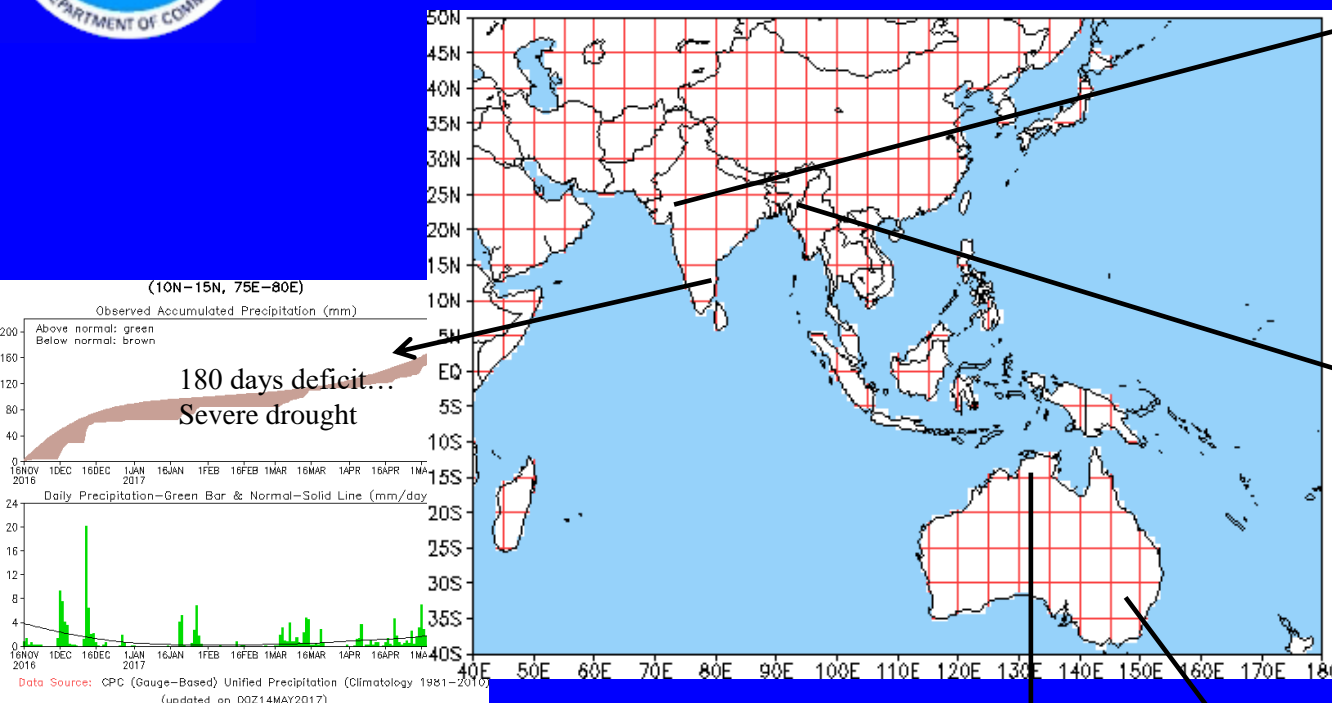 PARTMENT OF COM
(10N-15N, 75E-80E)
Observed Accumulated Precipitation (mm)
Above normal: green
Below normal: brown
200
160
120
80
40
0
180 days deficit…
Severe drought
16NOV 1DEC 16DEC 1JAN 16JAN 1FEB 16FEB 1MAR 16MAR 1APR 16APR 1MA
2016 2017
Daily Precipitation-Green Bar & Normal-Solid Line (mm/day
24
20
16
12
8
4
0
16NOV 1DEC 16DEC 1JAN 16JAN 1FEB 16FEB 1MAR 16MAR 1APR 16APR 1MA
2016 2017
Data Source: CPC (Gauge-Based) Unified Precipitation (Climatology 1981-2010)
(updated on 00Z14MAY2017)
50N
45N
40N
35N
30N
25N
20N
15N
10N
5N
EQ
5S
10S
15S
20S
25S
30S
35S
40S
40E 50E 60E 70E 80E 90E 100E 110E 120E 130E 140E 150E 160E 170E 180